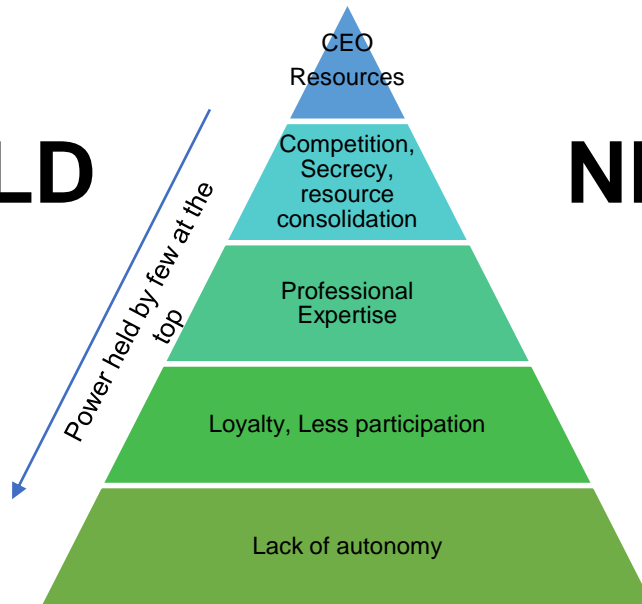 CEO
Resources
LD
NE
Competition,
Secrecy,
resource
consolidation
Power held by few at the
top
Professional
Expertise
Loyalty, Less participation
Lack of autonomy